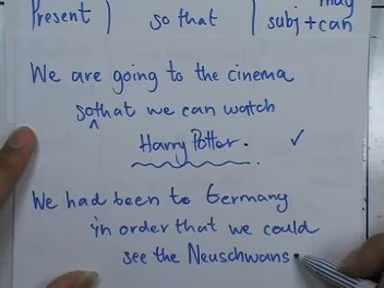 Present | so that | may
subj + can
We are going to the cinema
so that we can watch
Harry Potter. ✓
We had been to Germany
in order that we could
see the Neuschwans